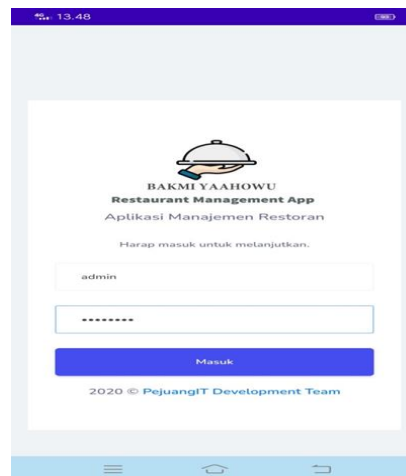 4G 13.48
BAKMI YAAHOWU
Restaurant Management App
Aplikasi Manajemen Restoran
Harap masuk untuk melanjutkan.
admin
••••••••
Masuk
2020 © PejuangIT Development Team